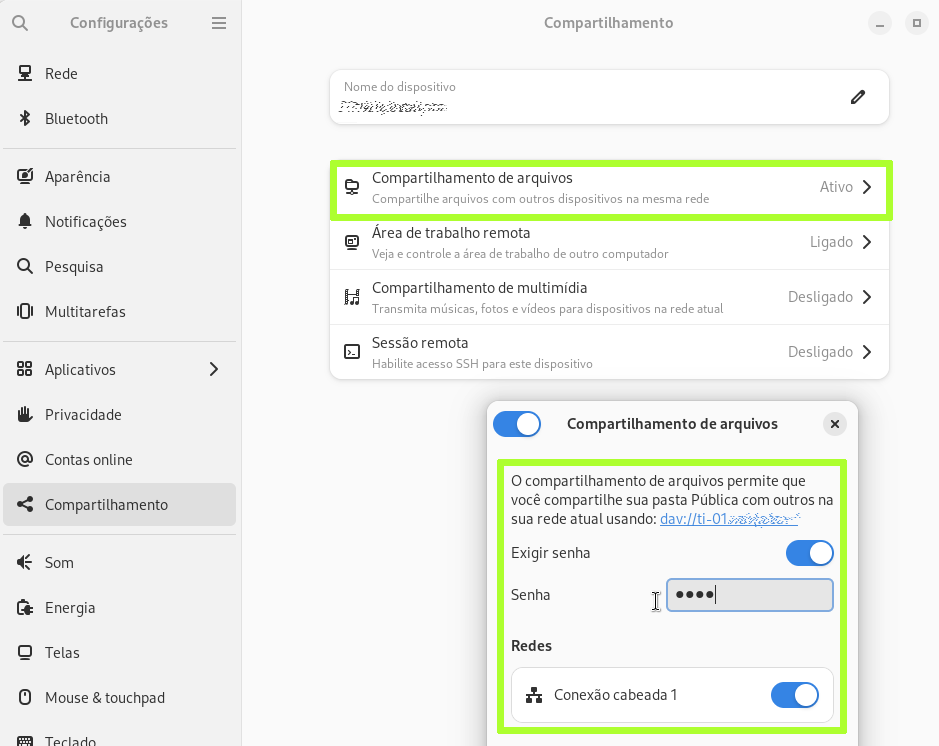 Configurações
Compartilhamento
Rede
Bluetooth
Aparência
Notificações
Pesquisa
Multitarefas
Aplicativos
Privacidade
Contas online
Compartilhamento
Som
Energia
Telas
Mouse & touchpad
Teclado
Nome do dispositivo
Compartilhamento de arquivos
Compartilhe arquivos com outros dispositivos na mesma rede
Ativo
Área de trabalho remota
Veja e controle a área de trabalho de outro computador
Ligado
Compartilhamento de multimídia
Transmita músicas, fotos e vídeos para dispositivos na rede atual
Desligado
Sessão remota
Habilite acesso SSH para este dispositivo
Desligado
Compartilhamento de arquivos
O compartilhamento de arquivos permite que
você compartilhe sua pasta Pública com outros na
sua rede atual usando: dav://ti-01
Exigir senha
Senha
Redes
Conexão cabeada 1